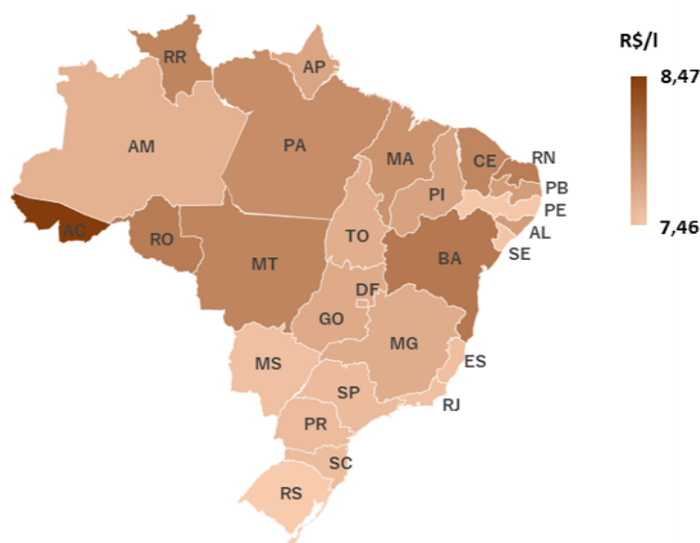 R$/l
8,47
7,46
RR
AP
AM
PA
MA
CE
RN
PI
PB
PE
AC
RO
TO
AL
MT
BA
SE
DF
GO
MG
MS
ES
SP
RJ
PR
SC
RS